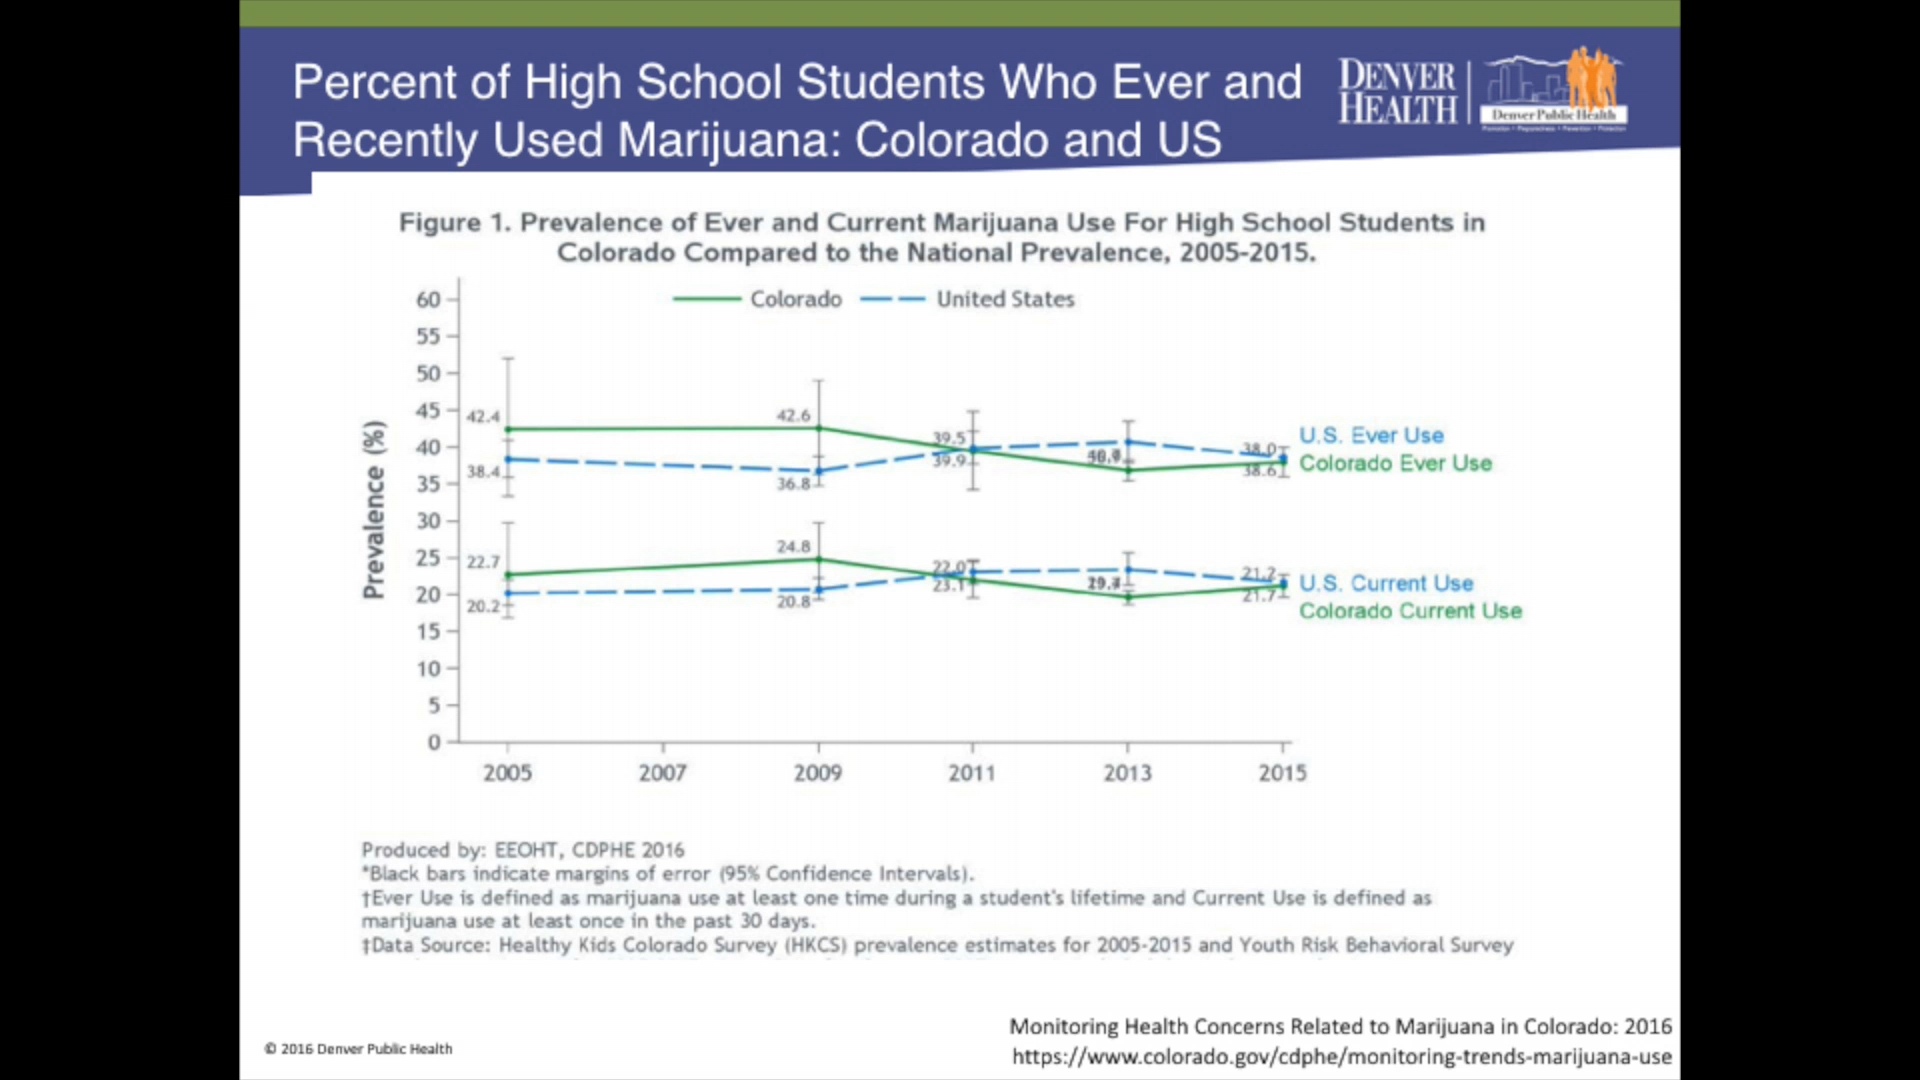 Percent of High School Students Who Ever and
Recently Used Marijuana: Colorado and US
DENVER
HEALTH
Denver Public Health
Figure 1. Prevalence of Ever and Current Marijuana Use For High School Students in
Colorado Compared to the National Prevalence, 2005-2015.
Colorado
United States
Prevalence (%)
60
55
50
45
40
35
30
25
20
15
10
5
0
42.4
38.4
42.6
36.8
39.5
39.9
38.0
38.6
22.7
20.2
24.8
20.8
22.0
23.1
21.2
21.7
U.S. Ever Use
Colorado Ever Use
U.S. Current Use
Colorado Current Use
2005 2007 2009 2011 2013 2015
Produced by: EEOHT, CDPHE 2016
*Black bars indicate margins of error (95% Confidence Intervals).
†Ever Use is defined as marijuana use at least one time during a student's lifetime and Current Use is defined as
marijuana use at least once in the past 30 days.
‡Data Source: Healthy Kids Colorado Survey (HKCS) prevalence estimates for 2005-2015 and Youth Risk Behavioral Survey
Monitoring Health Concerns Related to Marijuana in Colorado: 2016
https://www.colorado.gov/cdphe/monitoring-trends-marijuana-use
© 2016 Denver Public Health